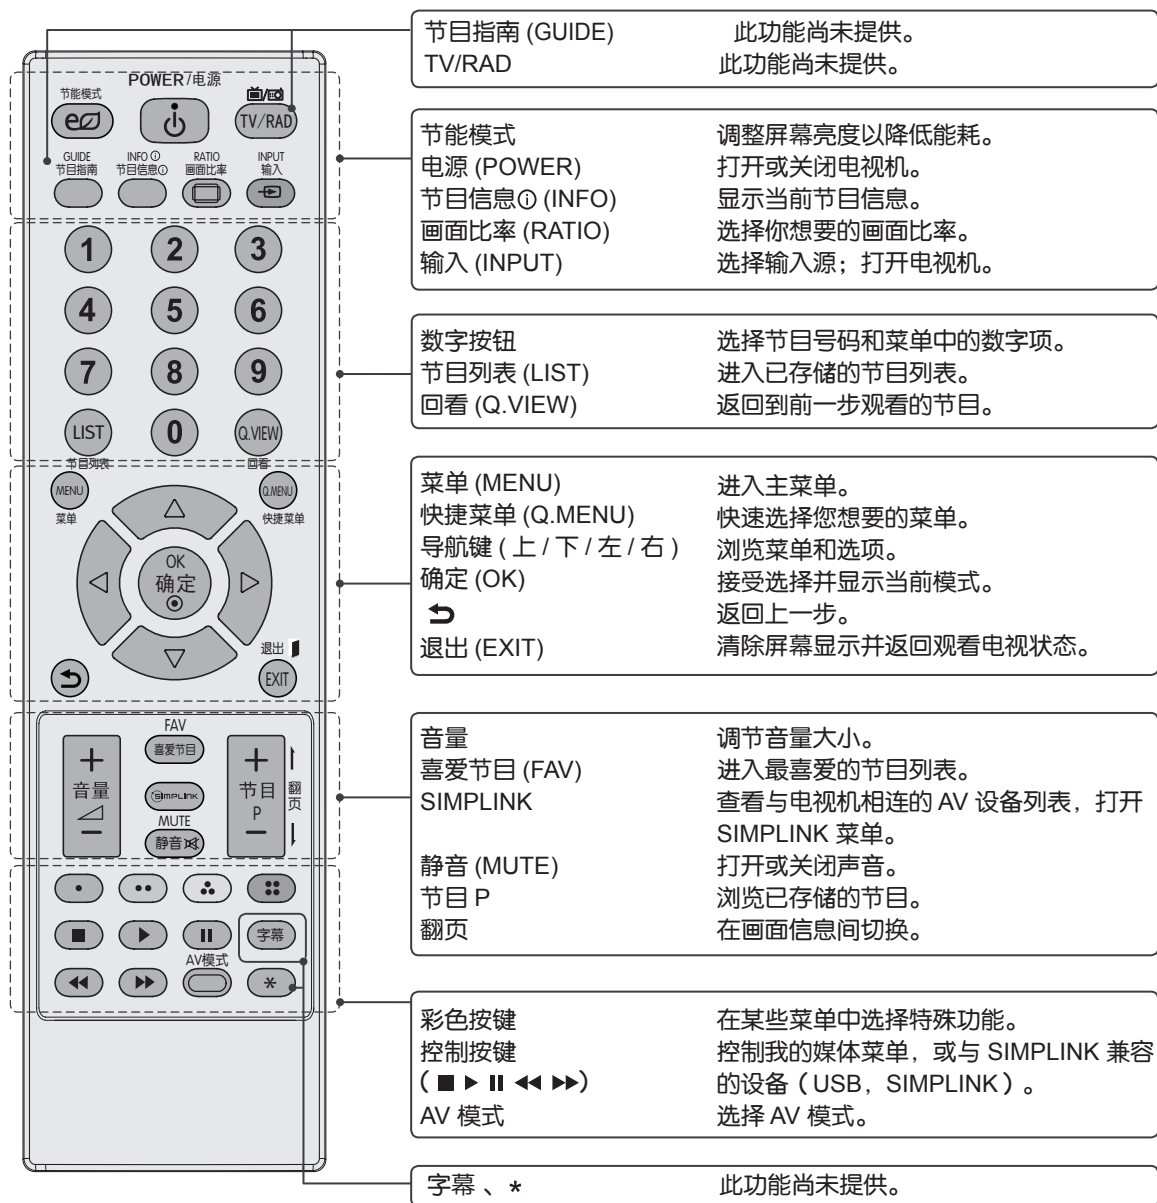 节目指南 (GUIDE) 此功能尚未提供。
TV/RAD 此功能尚未提供。
POWER/电源
节能模式
TV/RAD
GUIDE INFO ⓘ RATIO INPUT
节目指南 节目信息ⓘ 画面比率 输入
节能模式 调整屏幕亮度以降低能耗。
电源 (POWER) 打开或关闭电视机。
节目信息ⓘ (INFO) 显示当前节目信息。
画面比率 (RATIO) 选择你想要的画面比率。
输入 (INPUT) 选择输入源；打开电视机。
1 2 3
4 5 6
7 8 9
LIST 0 Q.VIEW
节目列表 回看
数字按钮 选择节目号码和菜单中的数字项。
节目列表 (LIST) 进入已存储的节目列表。
回看 (Q.VIEW) 返回到前一步观看的节目。
MENU Q.MENU
菜单 快捷菜单
OK
确定
退出
EXIT
菜单 (MENU) 进入主菜单。
快捷菜单 (Q.MENU) 快速选择您想要的菜单。
导航键 ( 上 / 下 / 左 / 右 ) 浏览菜单和选项。
确定 (OK) 接受选择并显示当前模式。
⮌ 返回上一步。
退出 (EXIT) 清除屏幕显示并返回观看电视状态。
FAV
喜爱节目
+ +
音量 SIMPLINK 节目 翻页
P
MUTE
静音
音量 调节音量大小。
喜爱节目 (FAV) 进入最喜爱的节目列表。
SIMPLINK 查看与电视机相连的 AV 设备列表，打开
SIMPLINK 菜单。
静音 (MUTE) 打开或关闭声音。
节目 P 浏览已存储的节目。
翻页 在画面信息间切换。
字幕
AV模式
*
彩色按键 在某些菜单中选择特殊功能。
控制按键 控制我的媒体菜单，或与 SIMPLINK 兼容
( ■ ▶ II ◀◀ ▶▶) 的设备（USB，SIMPLINK）。
AV 模式 选择 AV 模式。
字幕 、* 此功能尚未提供。